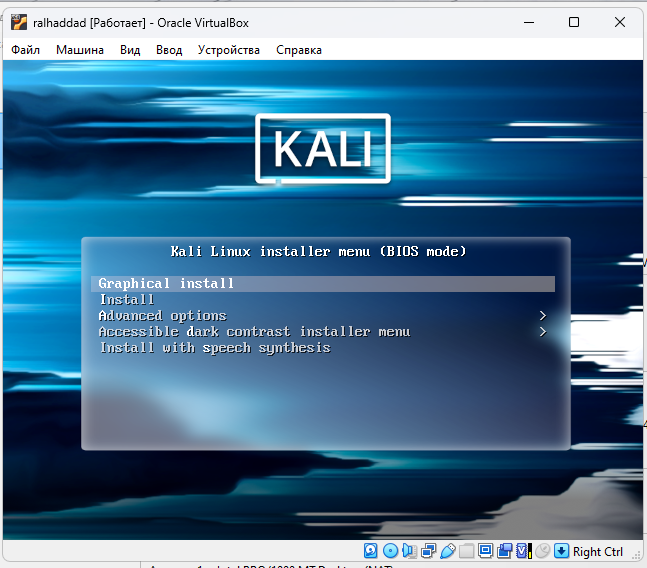 ralhaddad [Работает] - Oracle VirtualBox
Файл Машина Вид Ввод Устройства Справка
KALI
Kali Linux installer menu (BIOS mode)
Graphical install
Install
Advanced options >
Accessible dark contrast installer menu >
Install with speech synthesis
Right Ctrl